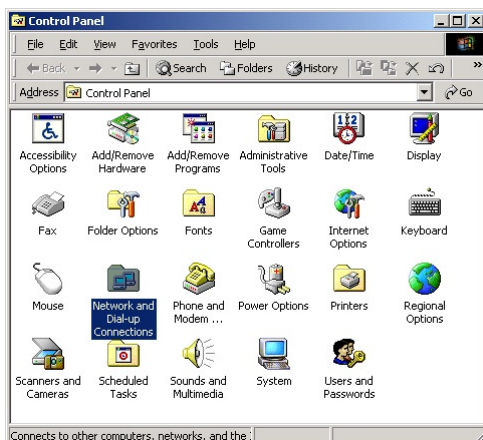 Control Panel
File Edit View Favorites Tools Help
Back Search Folders History »
Address Control Panel Go
Accessibility Options
Add/Remove Hardware
Add/Remove Programs
Administrative Tools
Date/Time
Display
Fax
Folder Options
Fonts
Game Controllers
Internet Options
Keyboard
Mouse
Network and Dial-up Connections
Phone and Modem ...
Power Options
Printers
Regional Options
Scanners and Cameras
Scheduled Tasks
Sounds and Multimedia
System
Users and Passwords
Connects to other computers, networks, and the